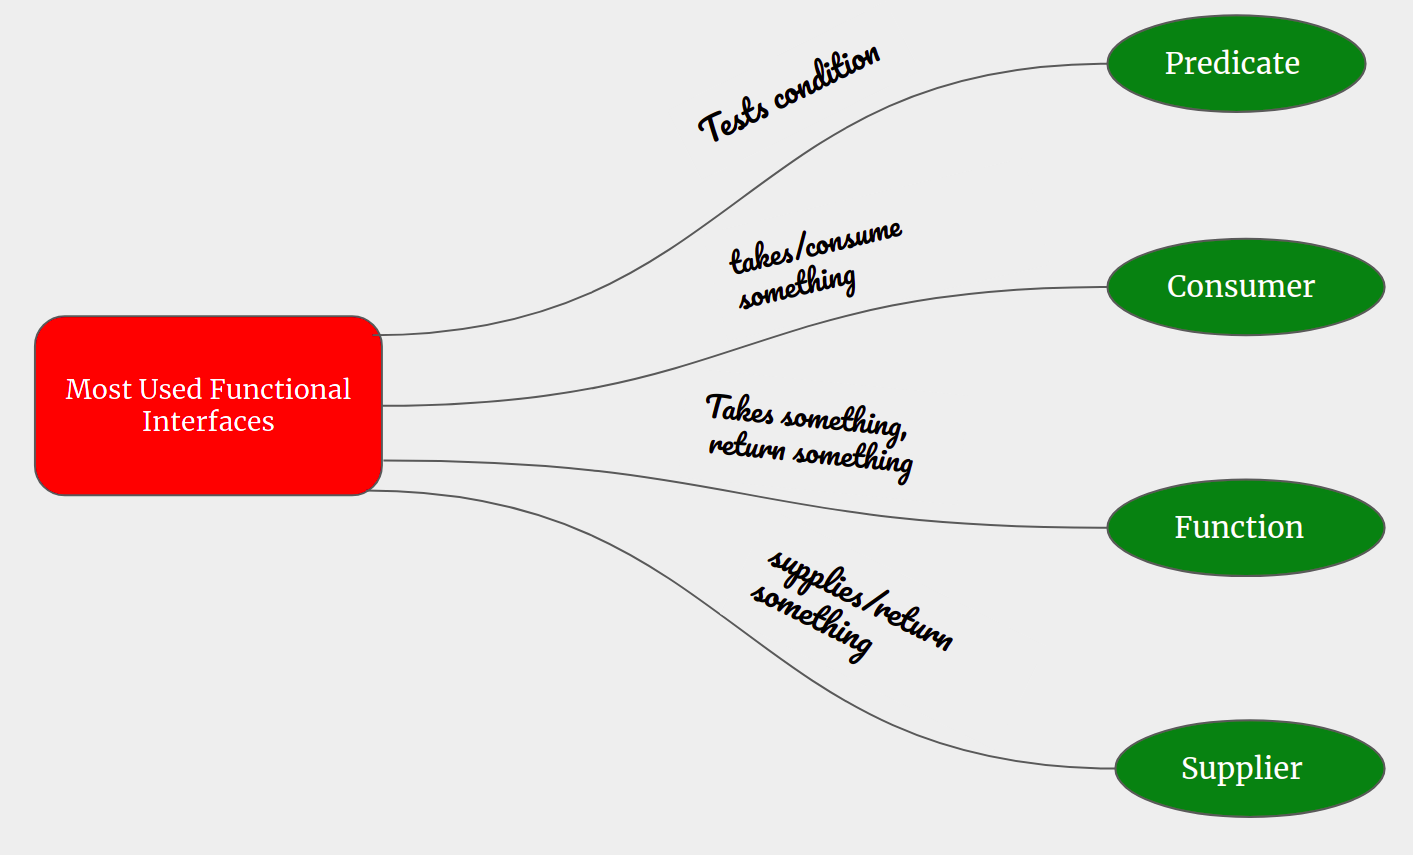 Tests condition
Predicate
takes/consume
something
Consumer
Most Used Functional
Interfaces
Takes something,
return something
Function
supplies/return
something
Supplier